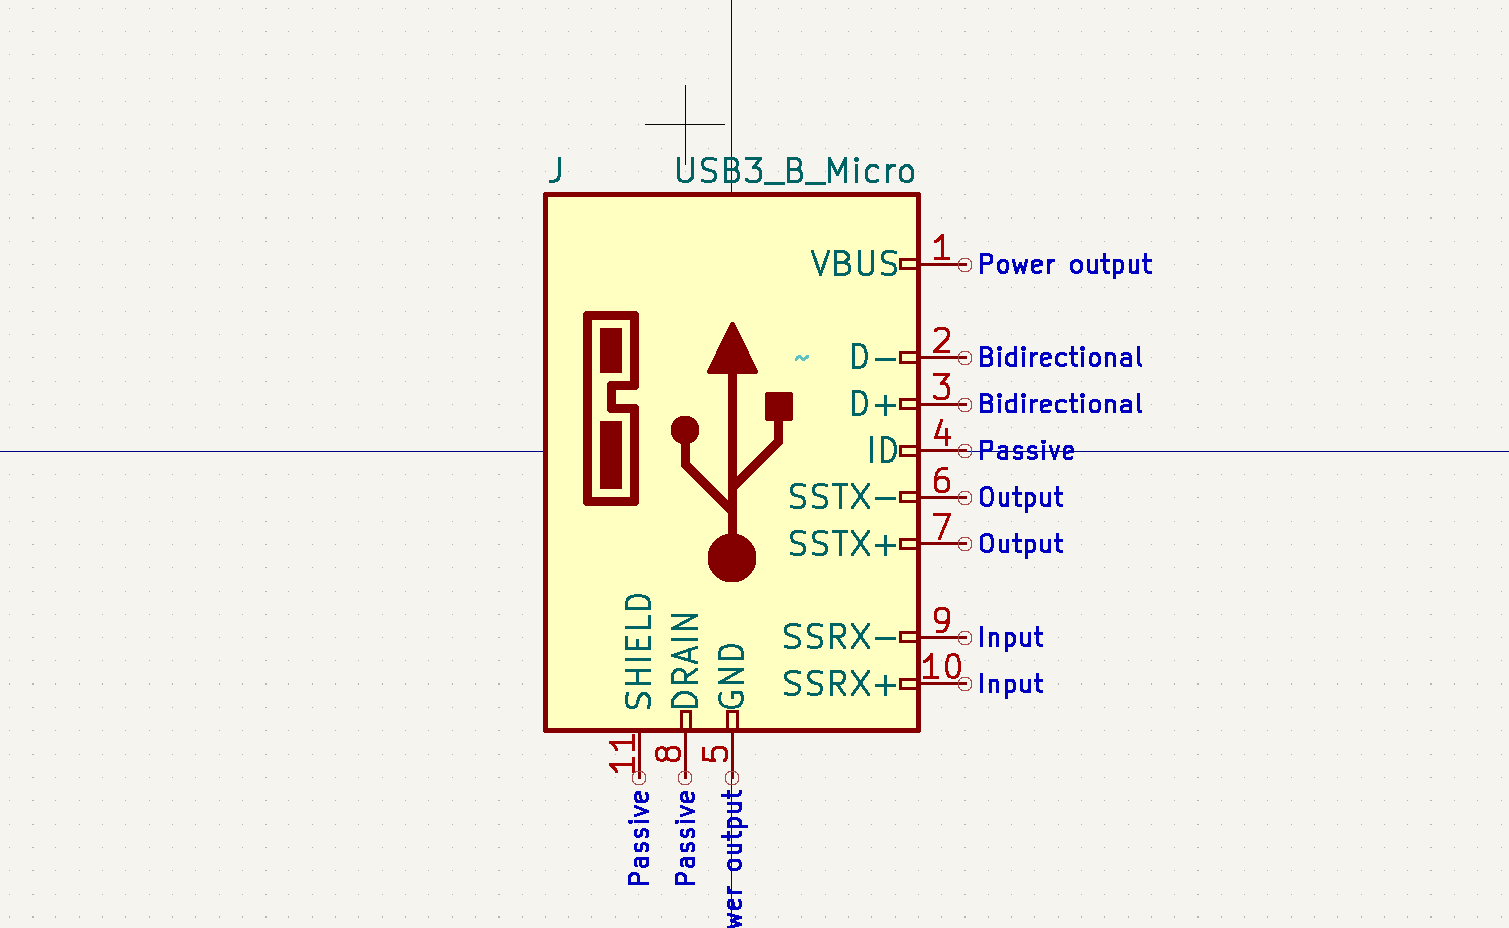 J USB3_B_Micro
VBUS 1 Power output
~ D- 2 Bidirectional
D+ 3 Bidirectional
ID 4 Passive
SSTX- 6 Output
SSTX+ 7 Output
SSRX- 9 Input
SSRX+ 10 Input
SHIELD 11 Passive
DRAIN 8 Passive
GND 5 wer output